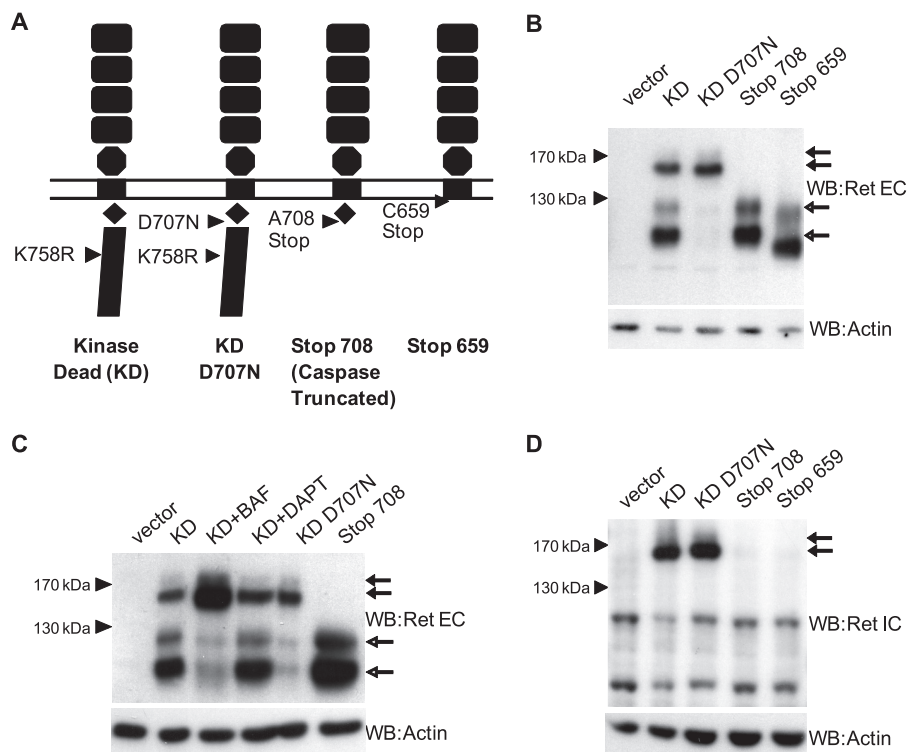 A
D707N
A708
Stop
C659
Stop
K758R
K758R
Kinase
Dead (KD)
KD
D707N
Stop 708
(Caspase
Truncated)
Stop 659
B
vector
KD
KD D707N
Stop 708
Stop 659
170 kDa
130 kDa
WB:Ret EC
WB:Actin
C
vector
KD
KD+BAF
KD+DAPT
KD D707N
Stop 708
170 kDa
130 kDa
WB:Ret EC
WB:Actin
D
vector
KD
KD D707N
Stop 708
Stop 659
170 kDa
130 kDa
WB:Ret IC
WB:Actin